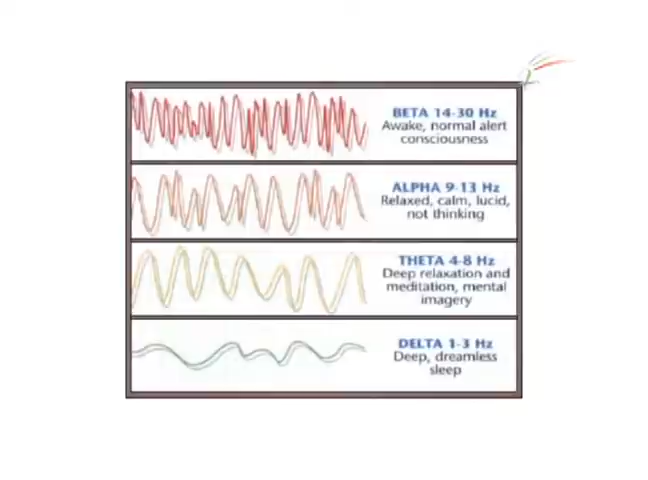 BETA 14-30 Hz
Awake, normal alert
consciousness
ALPHA 9-13 Hz
Relaxed, calm, lucid,
not thinking
THETA 4-8 Hz
Deep relaxation and
meditation, mental
imagery
DELTA 1-3 Hz
Deep, dreamless
sleep